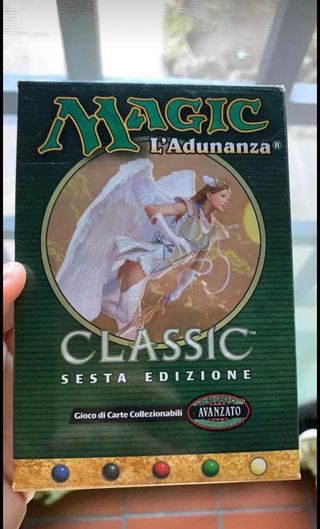 MAGIC
L'Adunanza®
CLASSIC™
SESTA EDIZIONE
Gioco di Carte Collezionabili
AVANZATO